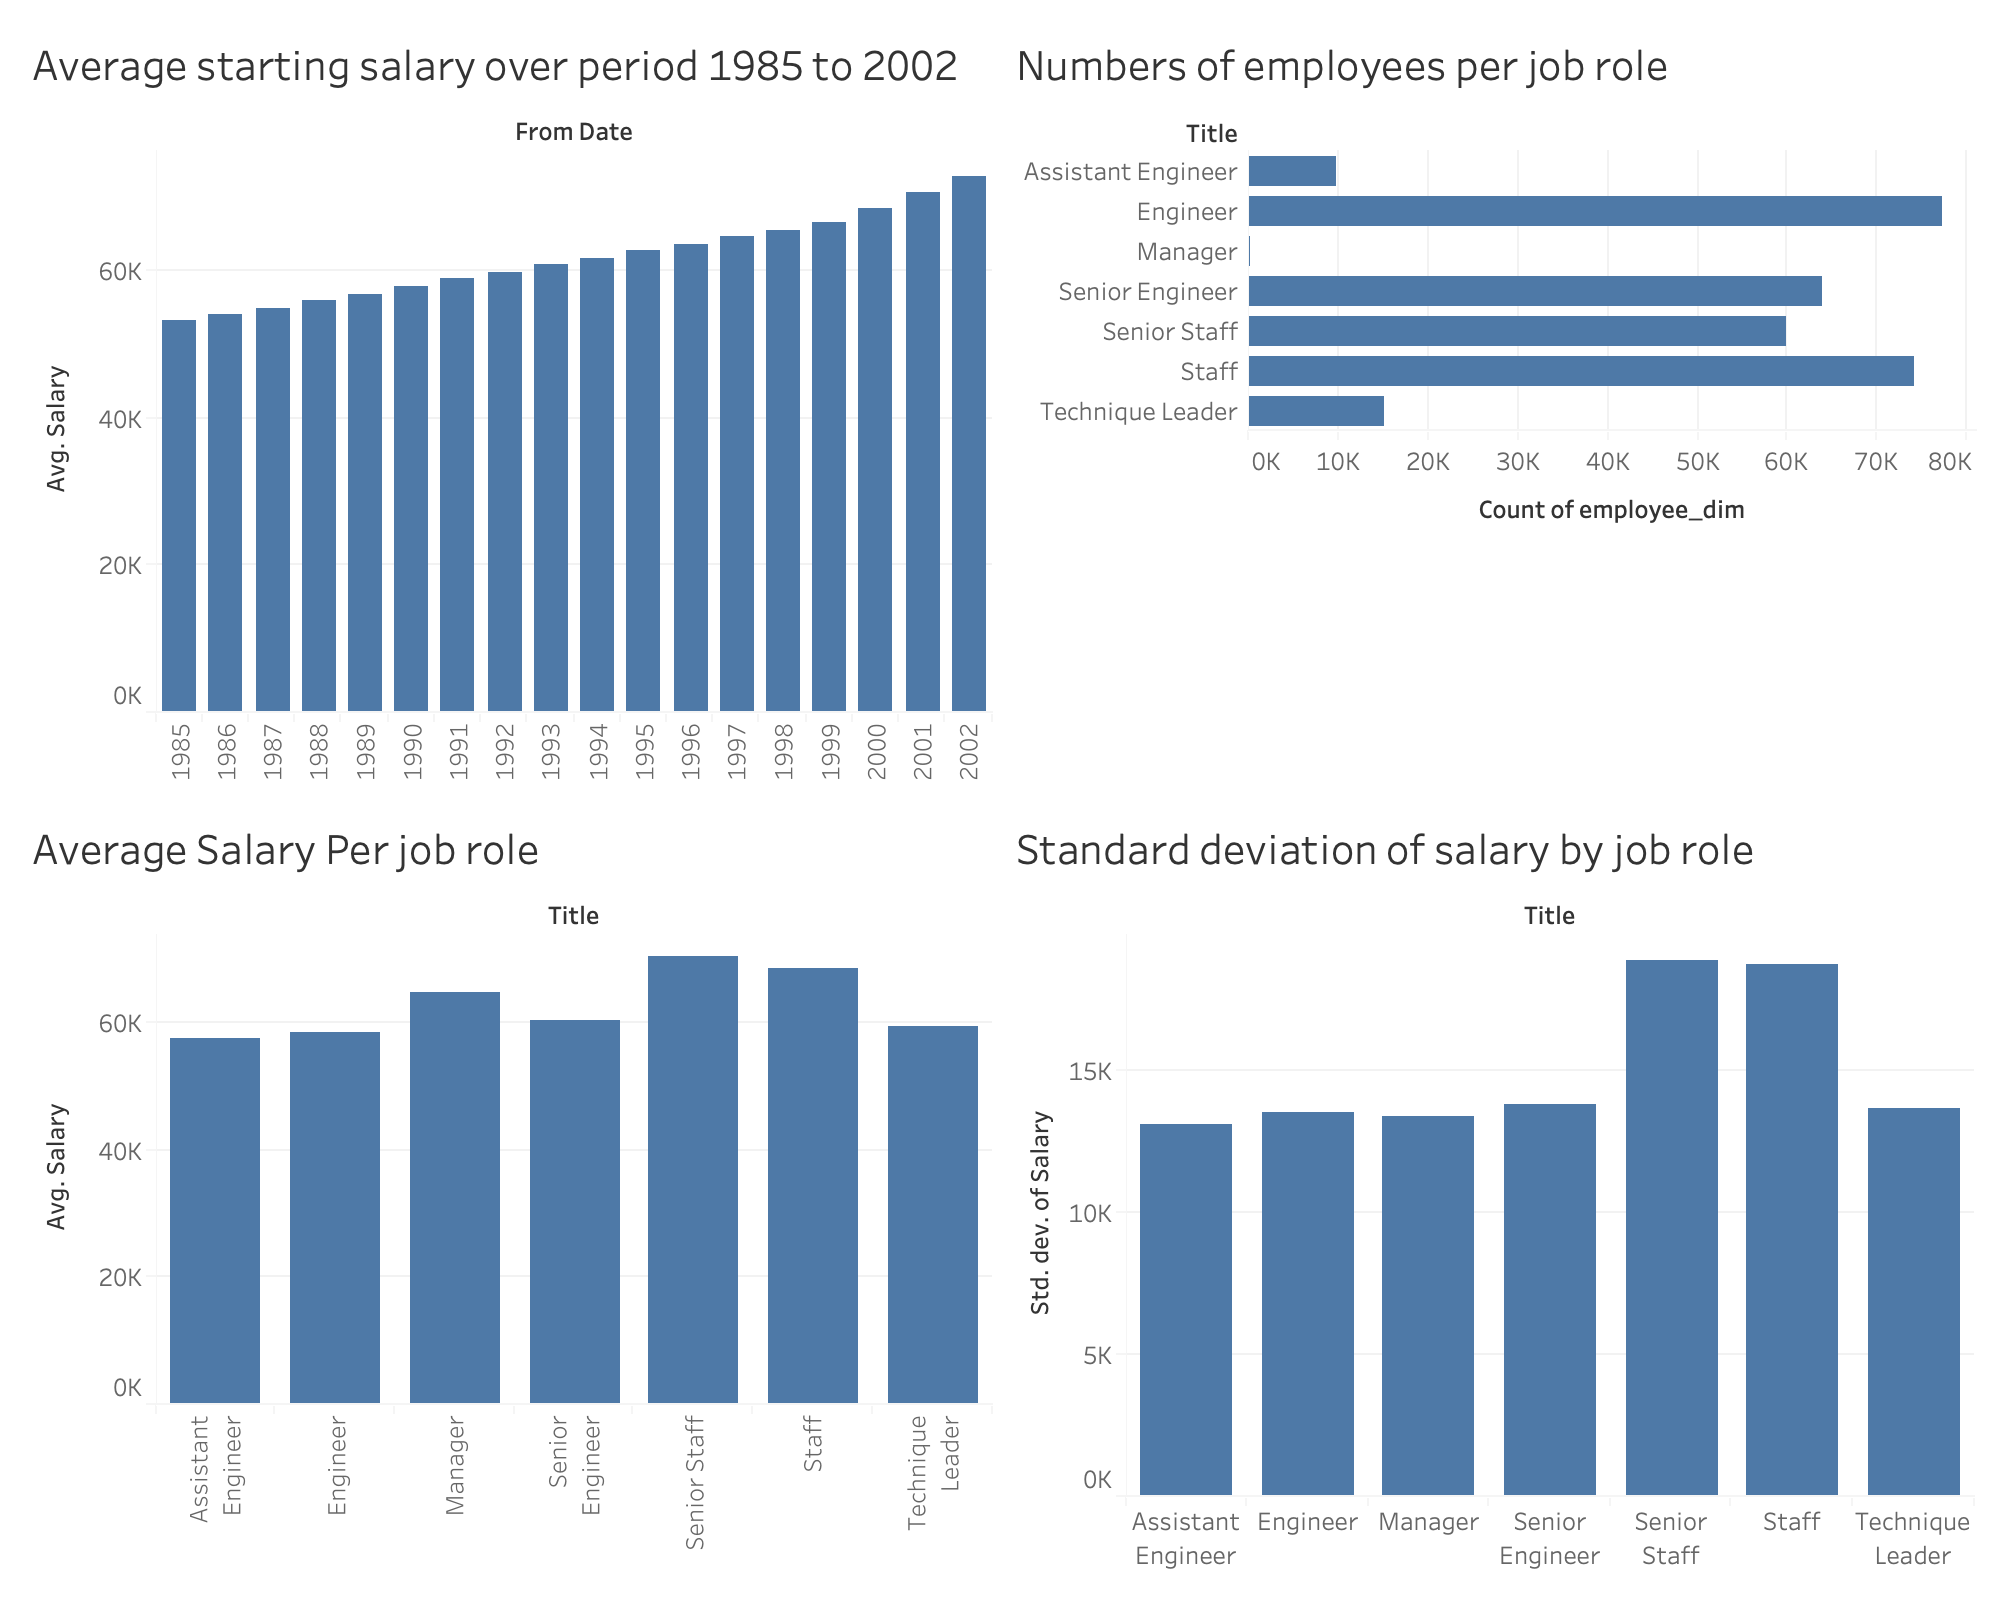 Average starting salary over period 1985 to 2002
From Date
Avg. Salary
60K
40K
20K
0K
1985 1986 1987 1988 1989 1990 1991 1992 1993 1994 1995 1996 1997 1998 1999 2000 2001 2002
Numbers of employees per job role
Title
Assistant Engineer
Engineer
Manager
Senior Engineer
Senior Staff
Staff
Technique Leader
0K 10K 20K 30K 40K 50K 60K 70K 80K
Count of employee_dim
Average Salary Per job role
Title
Avg. Salary
60K
40K
20K
0K
Assistant
Engineer
Engineer
Manager
Senior
Engineer
Senior Staff
Staff
Technique
Leader
Standard deviation of salary by job role
Title
Std. dev. of Salary
15K
10K
5K
0K
Assistant Engineer Manager Senior Senior Staff Technique
Engineer Engineer Staff Leader